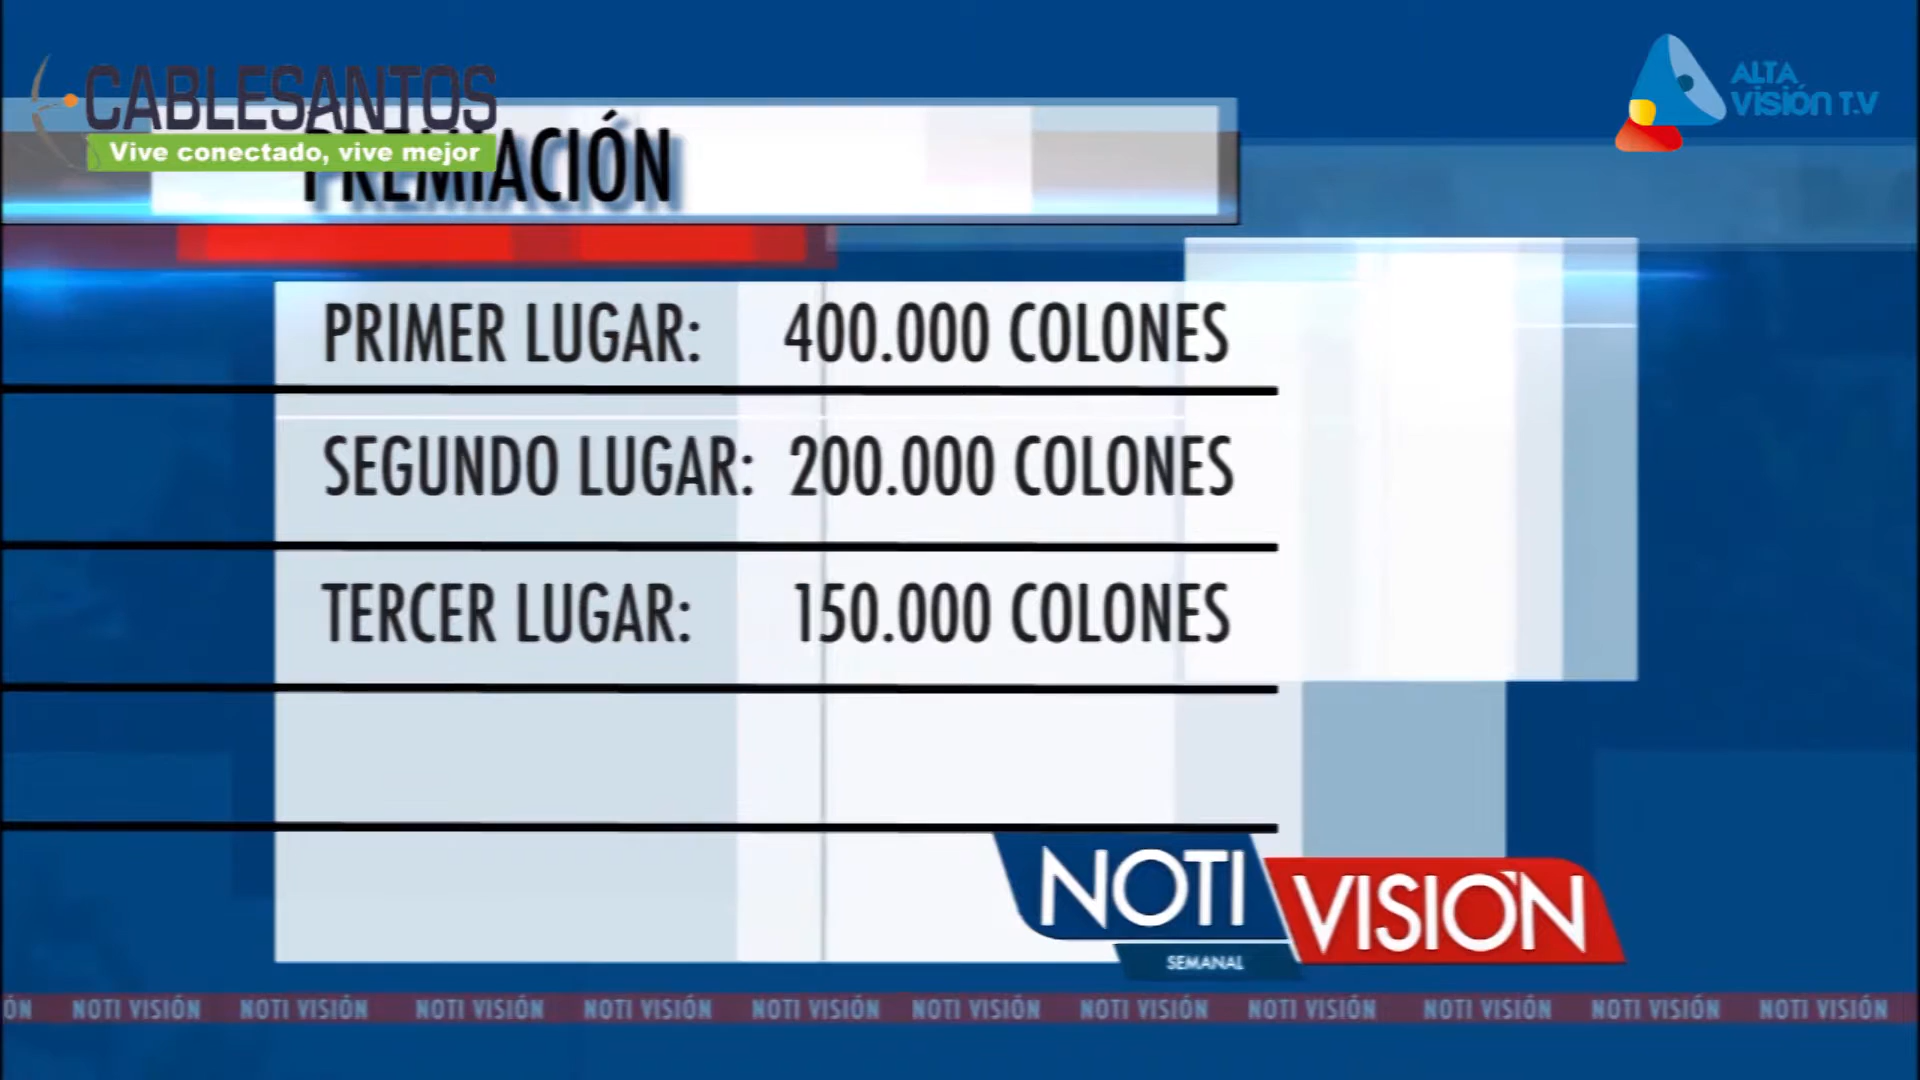 CABLESANTOS
Vive conectado, vive mejor
ALTA
VISIÓN T.V
PREMIACIÓN
PRIMER LUGAR: 400.000 COLONES
SEGUNDO LUGAR: 200.000 COLONES
TERCER LUGAR: 150.000 COLONES
NOTI VISIÓN
SEMANAL
ÓN NOTI VISIÓN NOTI VISIÓN NOTI VISIÓN NOTI VISIÓN NOTI VISIÓN NOTI VISIÓN NOTI VISIÓN NOTI VISIÓN NOTI VISIÓN NOTI VISIÓN NOTI VISIÓN